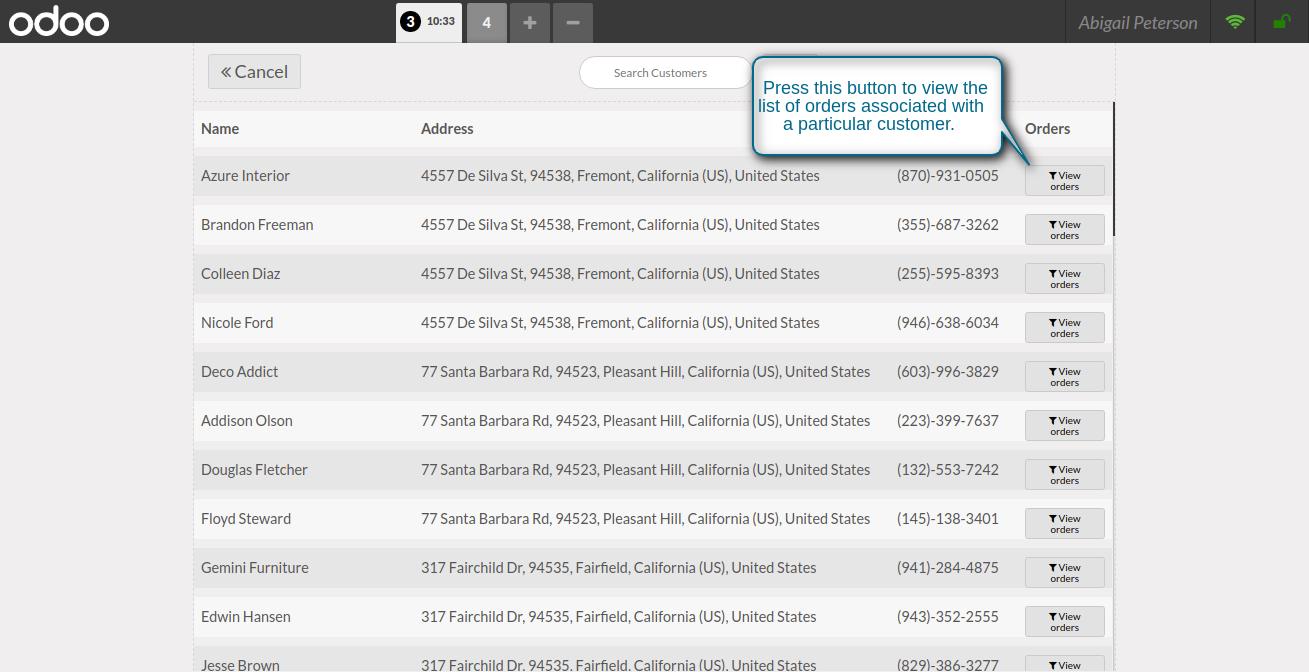 odoo
3 10:33 4 + − Abigail Peterson
« Cancel
Search Customers
Press this button to view the
list of orders associated with
a particular customer.
Name Address Orders
Azure Interior 4557 De Silva St, 94538, Fremont, California (US), United States (870)-931-0505 View orders
Brandon Freeman 4557 De Silva St, 94538, Fremont, California (US), United States (355)-687-3262 View orders
Colleen Diaz 4557 De Silva St, 94538, Fremont, California (US), United States (255)-595-8393 View orders
Nicole Ford 4557 De Silva St, 94538, Fremont, California (US), United States (946)-638-6034 View orders
Deco Addict 77 Santa Barbara Rd, 94523, Pleasant Hill, California (US), United States (603)-996-3829 View orders
Addison Olson 77 Santa Barbara Rd, 94523, Pleasant Hill, California (US), United States (223)-399-7637 View orders
Douglas Fletcher 77 Santa Barbara Rd, 94523, Pleasant Hill, California (US), United States (132)-553-7242 View orders
Floyd Steward 77 Santa Barbara Rd, 94523, Pleasant Hill, California (US), United States (145)-138-3401 View orders
Gemini Furniture 317 Fairchild Dr, 94535, Fairfield, California (US), United States (941)-284-4875 View orders
Edwin Hansen 317 Fairchild Dr, 94535, Fairfield, California (US), United States (943)-352-2555 View orders
Jesse Brown 317 Fairchild Dr, 94535, Fairfield, California (US), United States (829)-386-3277 View